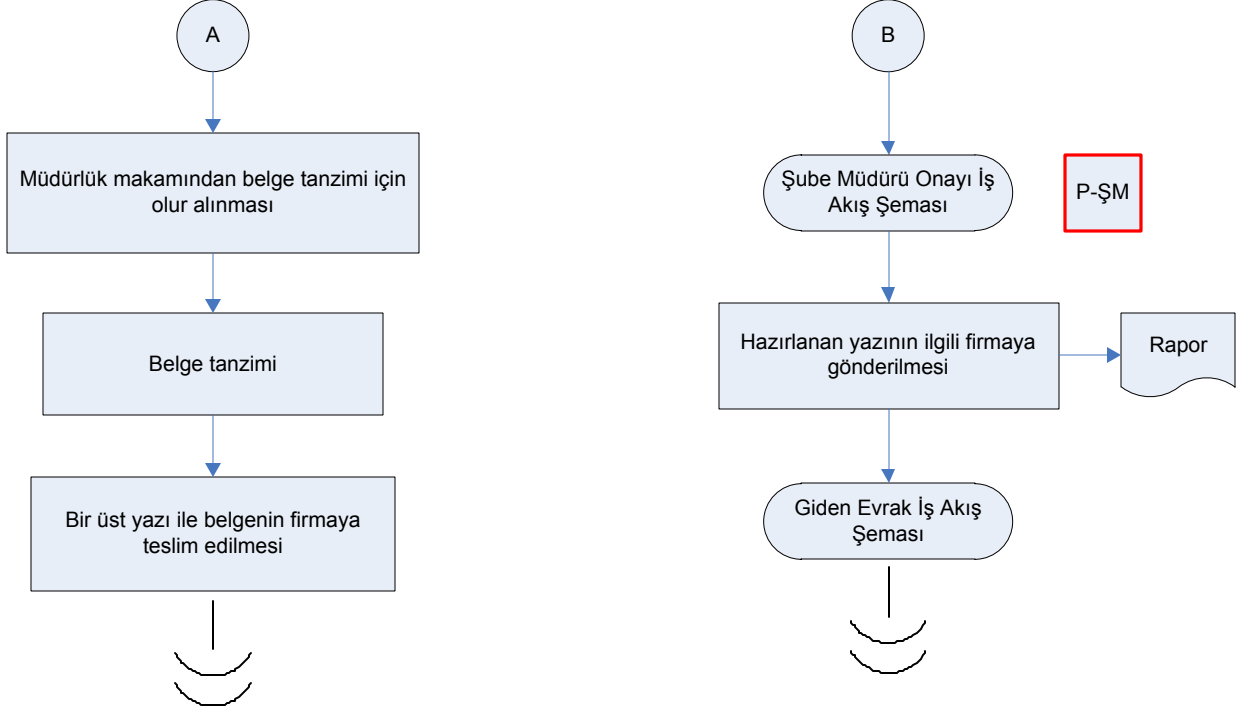 A
Müdürlük makamından belge tanzimi için
olur alınması
Belge tanzimi
Bir üst yazı ile belgenin firmaya
teslim edilmesi
B
Şube Müdürü Onayı İş
Akış Şeması
P-ŞM
Hazırlanan yazının ilgili firmaya
gönderilmesi
Rapor
Giden Evrak İş Akış
Şeması